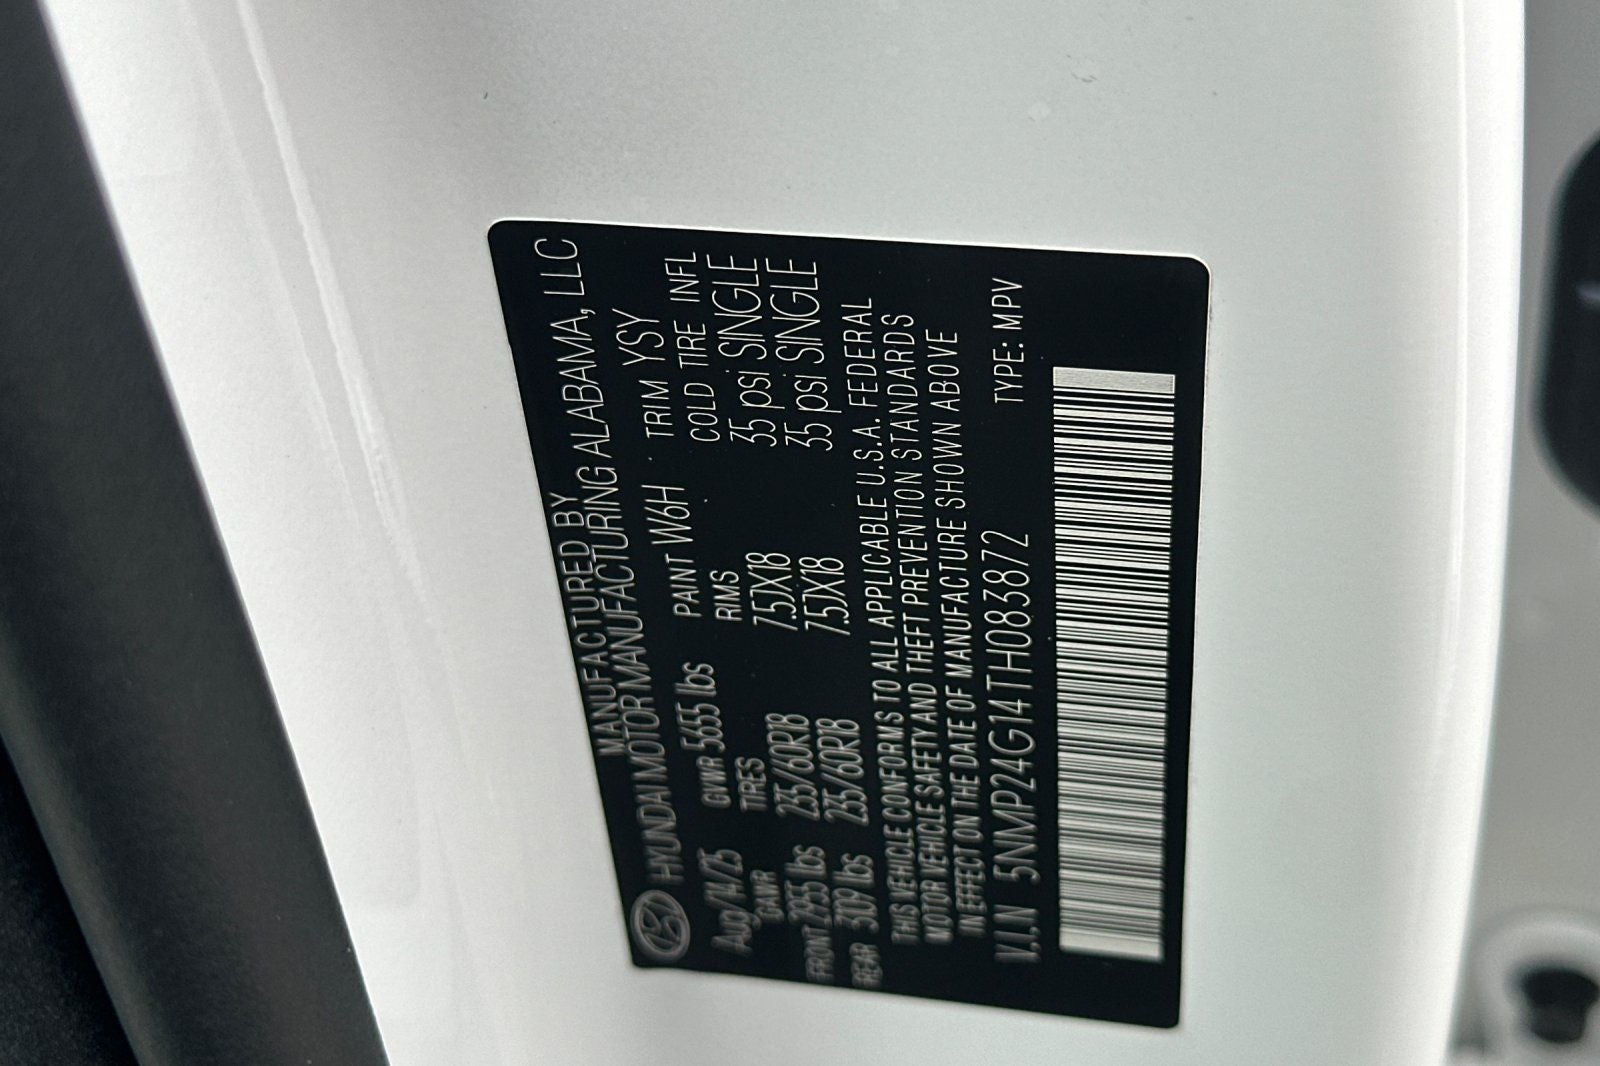 MANUFACTURED BY
HYUNDAI MOTOR MANUFACTURING ALABAMA, LLC
Aug/14/25 GVWR 5655 lbs PAINT W6H TRIM YSY
GAWR TIRES RIMS COLD TIRE INFL
FRONT 2955 lbs 235/60R18 7.5JX18 35 psi SINGLE
REAR 3109 lbs 235/60R18 7.5JX18 35 psi SINGLE
THIS VEHICLE CONFORMS TO ALL APPLICABLE U.S.A. FEDERAL
MOTOR VEHICLE SAFETY AND THEFT PREVENTION STANDARDS
IN EFFECT ON THE DATE OF MANUFACTURE SHOWN ABOVE
V.I.N 5NMP24G14TH083872 TYPE: MPV